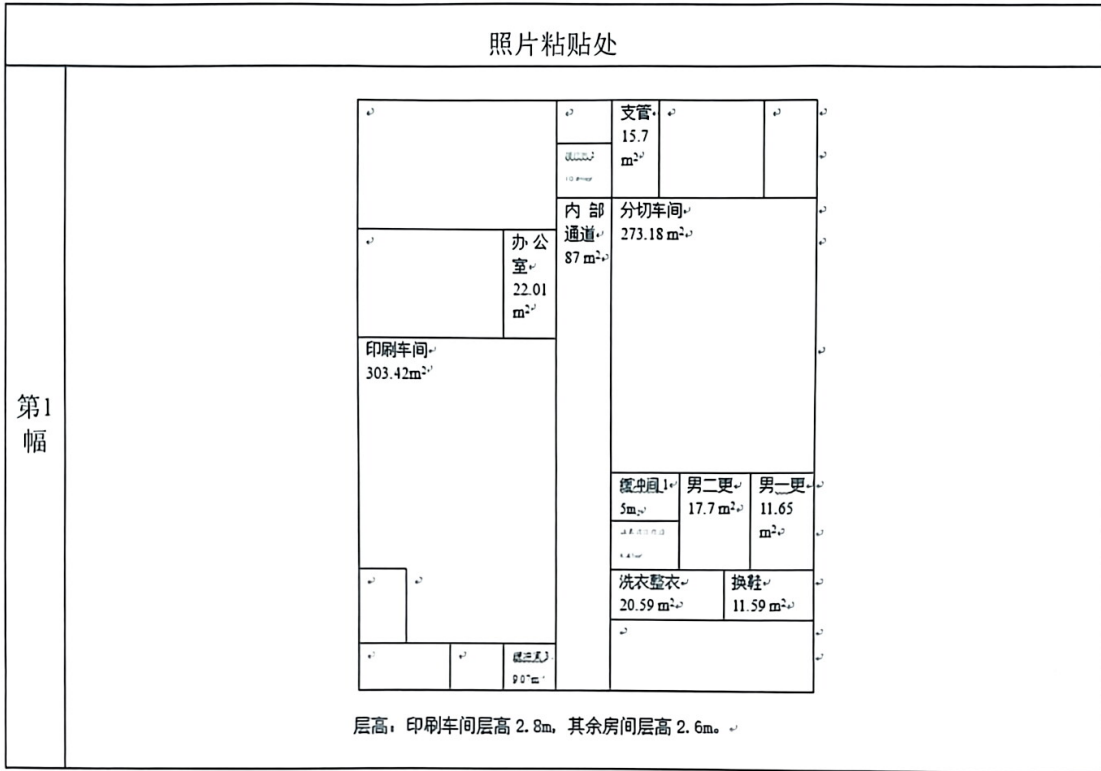 照片粘贴处
第1
幅
支管
15.7
m²
内部
通道
87 m²
分切车间
273.18 m²
办公
室
22.01
m²
印刷车间
303.42m²
缓冲间1
5m²
男二更
17.7 m²
男一更
11.65
m²
洗衣整衣
20.59 m²
换鞋
11.59 m²
9.07m²
层高：印刷车间层高 2.8m，其余房间层高 2.6m。